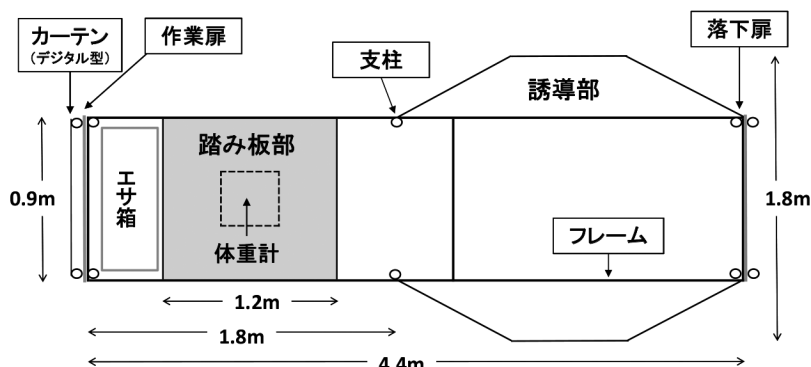 カーテン
(デジタル型)
作業扉
支柱
落下扉
誘導部
踏み板部
エサ箱
体重計
フレーム
0.9m
1.8m
1.2m
1.8m
4.4m